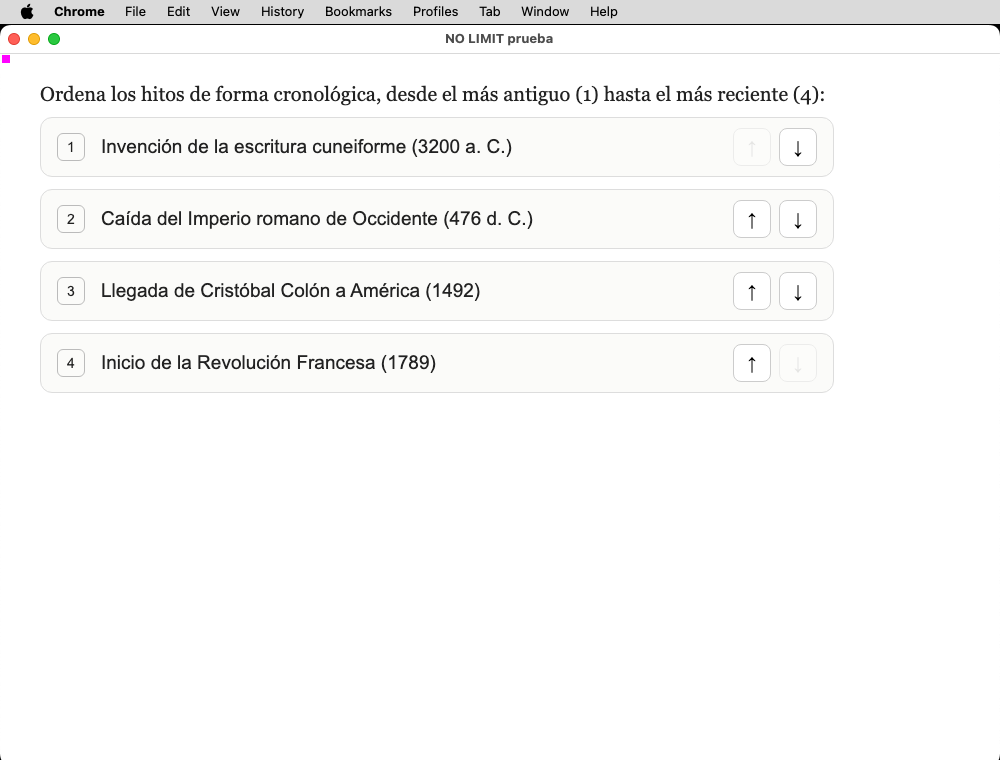 Chrome File Edit View History Bookmarks Profiles Tab Window Help
NO LIMIT prueba
Ordena los hitos de forma cronológica, desde el más antiguo (1) hasta el más reciente (4):
1 Invención de la escritura cuneiforme (3200 a. C.) ↑ ↓
2 Caída del Imperio romano de Occidente (476 d. C.) ↑ ↓
3 Llegada de Cristóbal Colón a América (1492) ↑ ↓
4 Inicio de la Revolución Francesa (1789) ↑ ↓